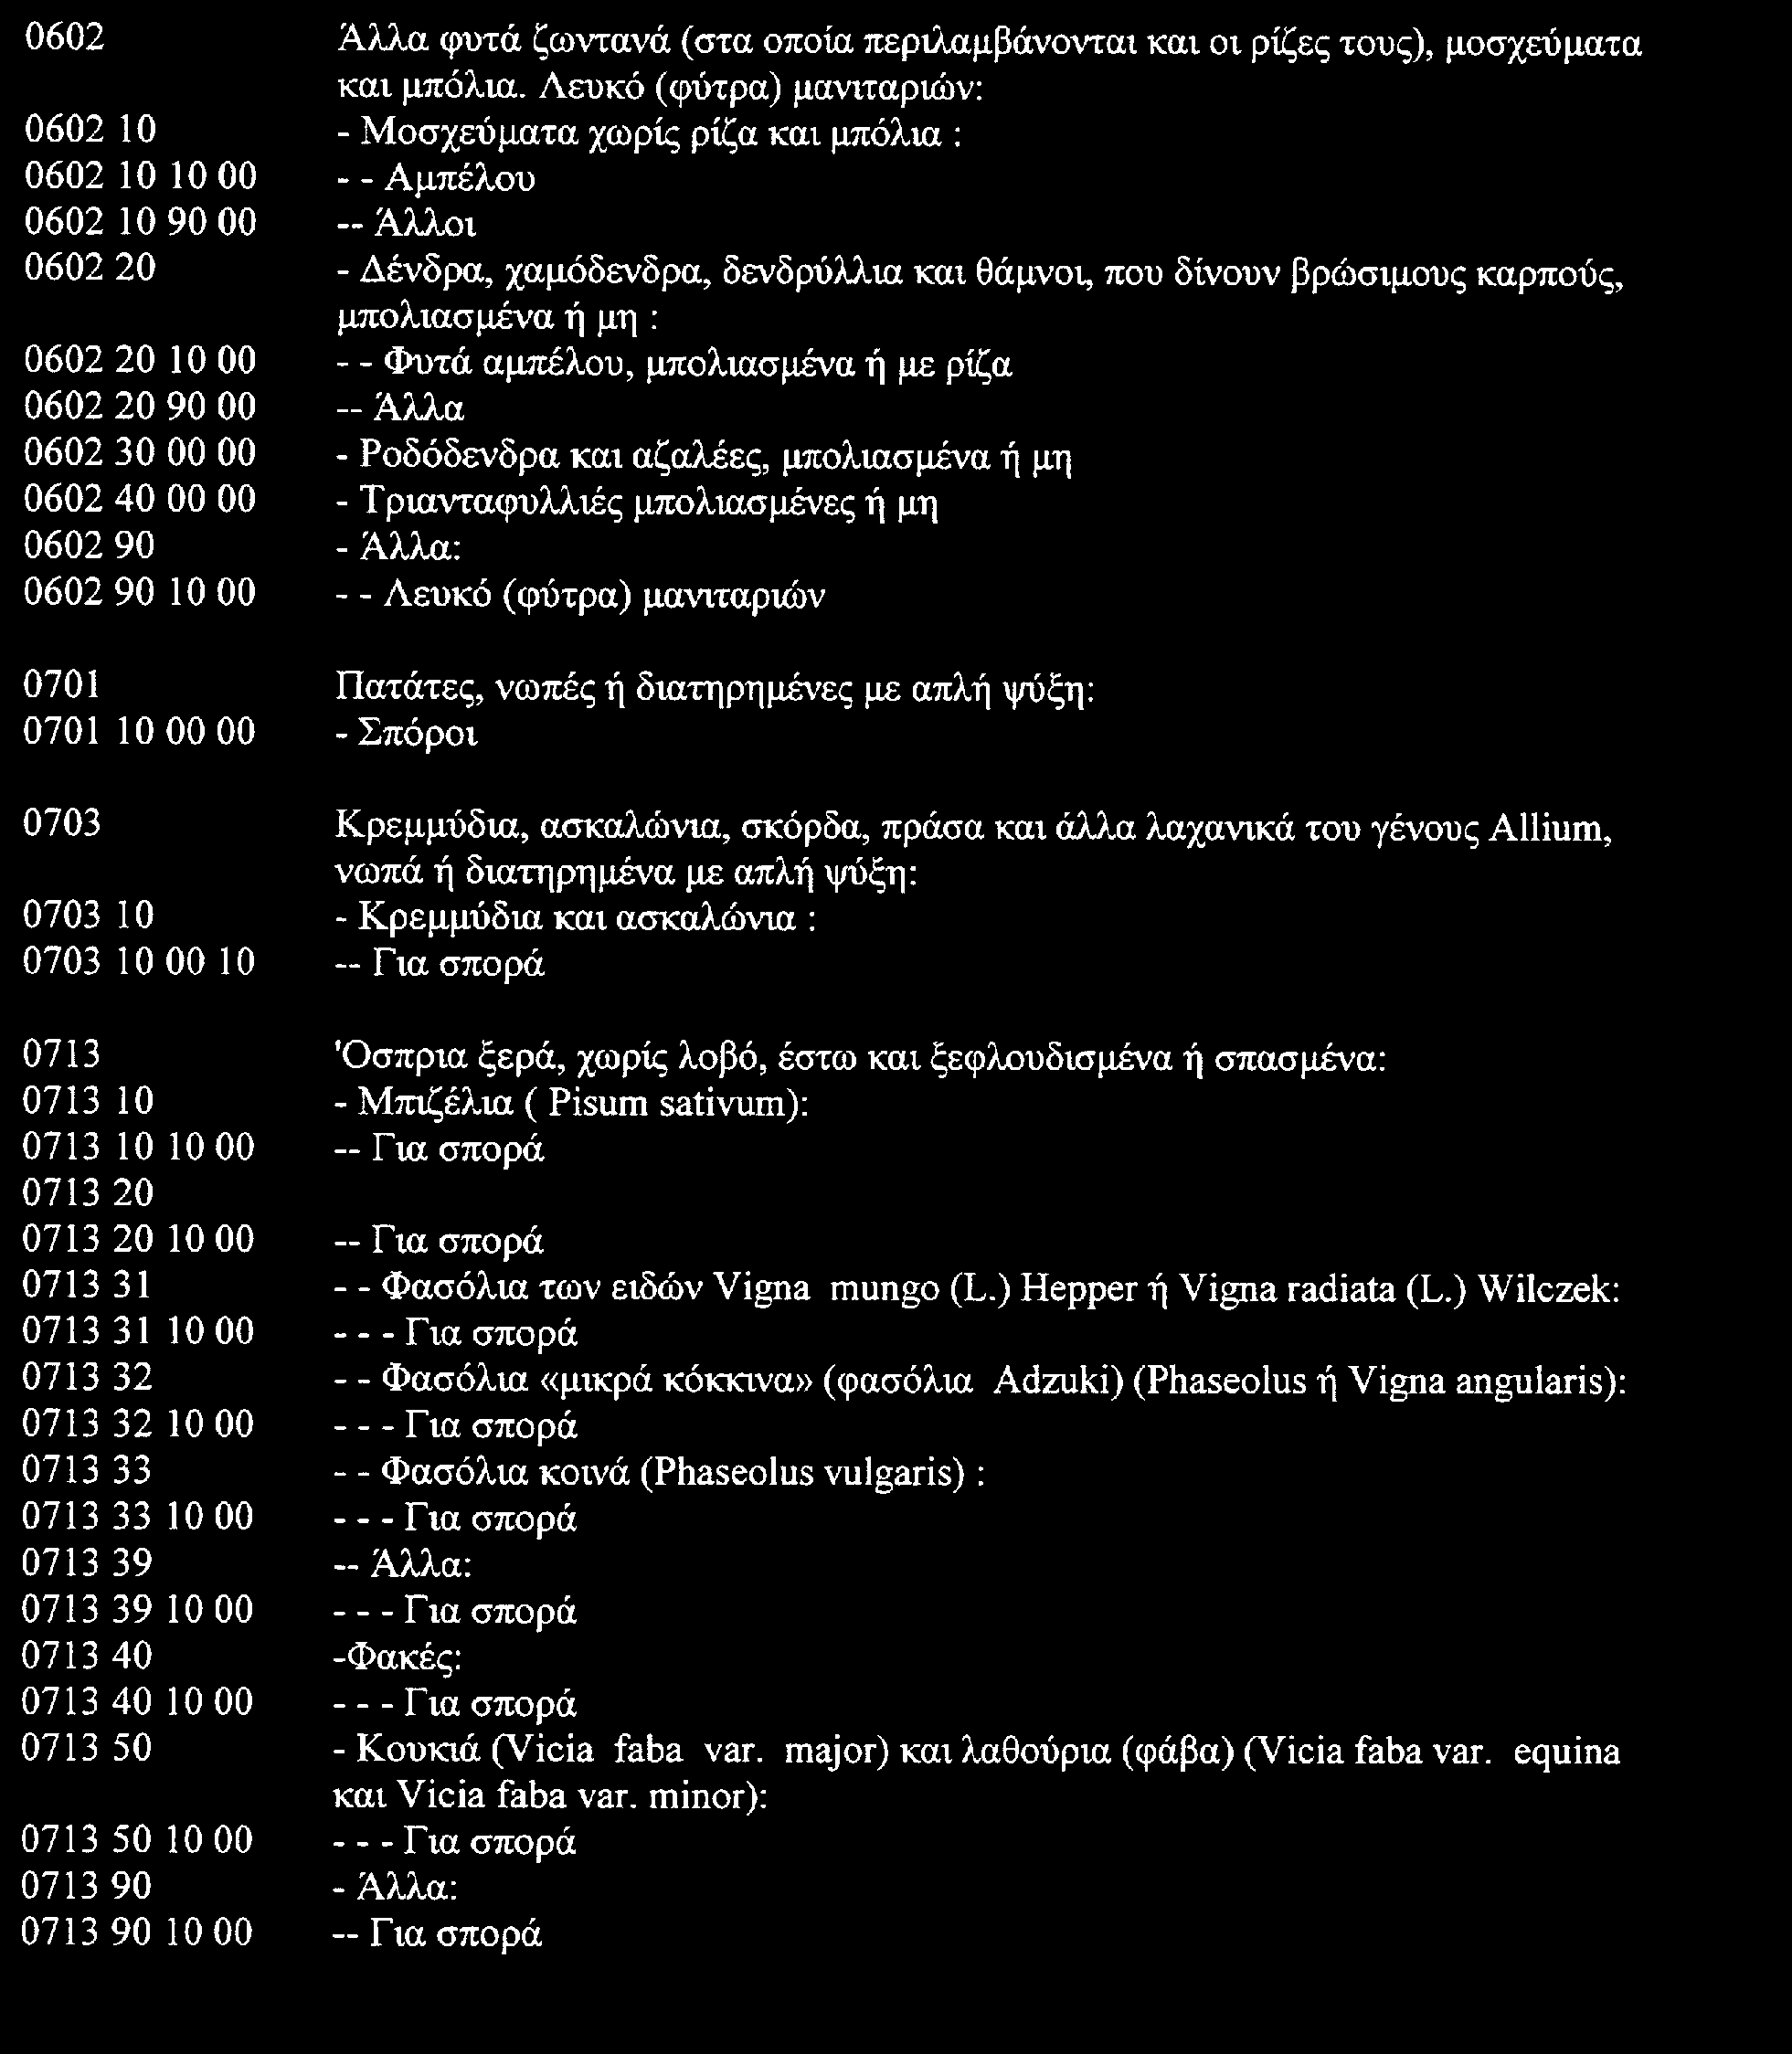 0602 Άλλα φυτά ζωντανά (στα οποία περιλαμβάνονται και οι ρίζες τους), μοσχεύματα
και μπόλια. Λευκό (φύτρα) μανιταριών:
0602 10 - Μοσχεύματα χωρίς ρίζα και μπόλια :
0602 10 10 00 - - Αμπέλου
0602 10 90 00 -- Άλλοι
0602 20 - Δένδρα, χαμόδενδρα, δενδρύλλια και θάμνοι, που δίνουν βρώσιμους καρπούς,
μπολιασμένα ή μη :
0602 20 10 00 - - Φυτά αμπέλου, μπολιασμένα ή με ρίζα
0602 20 90 00 -- Άλλα
0602 30 00 00 - Ροδόδενδρα και αζαλέες, μπολιασμένα ή μη
0602 40 00 00 - Τριανταφυλλιές μπολιασμένες ή μη
0602 90 - Άλλα:
0602 90 10 00 - - Λευκό (φύτρα) μανιταριών
0701 Πατάτες, νωπές ή διατηρημένες με απλή ψύξη:
0701 10 00 00 - Σπόροι
0703 Κρεμμύδια, ασκαλώνια, σκόρδα, πράσα και άλλα λαχανικά του γένους Allium,
νωπά ή διατηρημένα με απλή ψύξη:
0703 10 - Κρεμμύδια και ασκαλώνια :
0703 10 00 10 -- Για σπορά
0713 'Οσπρια ξερά, χωρίς λοβό, έστω και ξεφλουδισμένα ή σπασμένα:
0713 10 - Μπιζέλια ( Pisum sativum):
0713 10 10 00 -- Για σπορά
0713 20
0713 20 10 00 -- Για σπορά
0713 31 - - Φασόλια των ειδών Vigna mungo (L.) Hepper ή Vigna radiata (L.) Wilczek:
0713 31 10 00 - - - Για σπορά
0713 32 - - Φασόλια «μικρά κόκκινα» (φασόλια Adzuki) (Phaseolus ή Vigna angularis):
0713 32 10 00 - - - Για σπορά
0713 33 - - Φασόλια κοινά (Phaseolus vulgaris) :
0713 33 10 00 - - - Για σπορά
0713 39 -- Άλλα:
0713 39 10 00 - - - Για σπορά
0713 40 -Φακές:
0713 40 10 00 - - - Για σπορά
0713 50 - Κουκιά (Vicia faba var. major) και λαθούρια (φάβα) (Vicia faba var. equina
και Vicia faba var. minor):
0713 50 10 00 - - - Για σπορά
0713 90 - Άλλα:
0713 90 10 00 -- Για σπορά